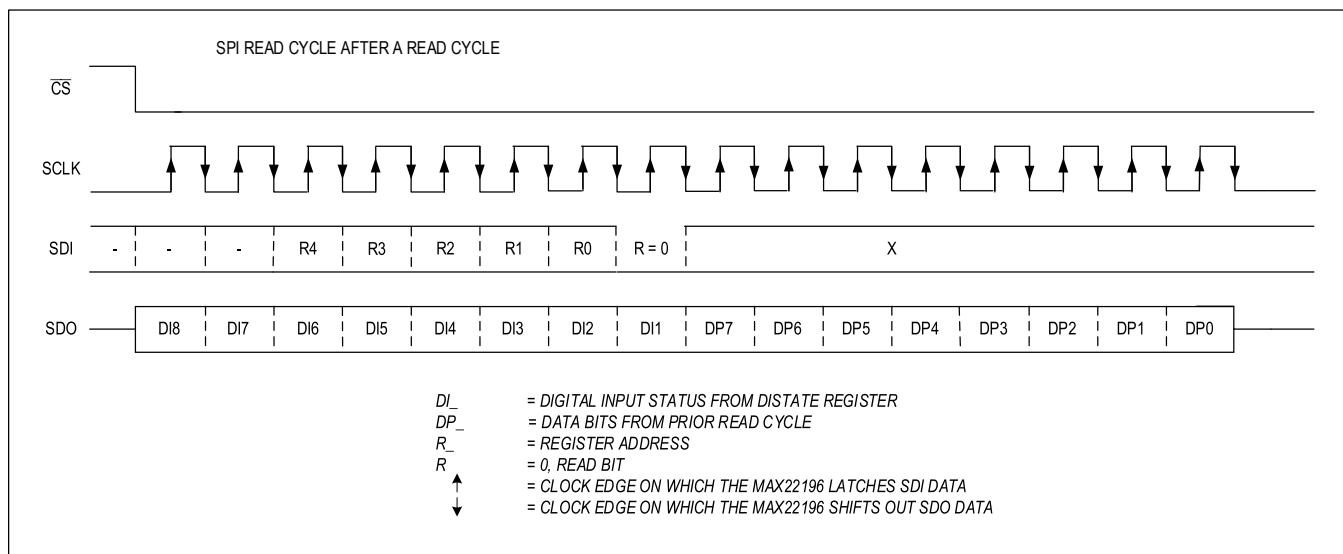 SPI READ CYCLE AFTER A READ CYCLE
CS
SCLK
SDI - - - R4 R3 R2 R1 R0 R = 0 X
SDO DI8 DI7 DI6 DI5 DI4 DI3 DI2 DI1 DP7 DP6 DP5 DP4 DP3 DP2 DP1 DP0
DI_ = DIGITAL INPUT STATUS FROM DISTATE REGISTER
DP_ = DATA BITS FROM PRIOR READ CYCLE
R_ = REGISTER ADDRESS
R = 0, READ BIT
↑ = CLOCK EDGE ON WHICH THE MAX22196 LATCHES SDI DATA
↓ = CLOCK EDGE ON WHICH THE MAX22196 SHIFTS OUT SDO DATA